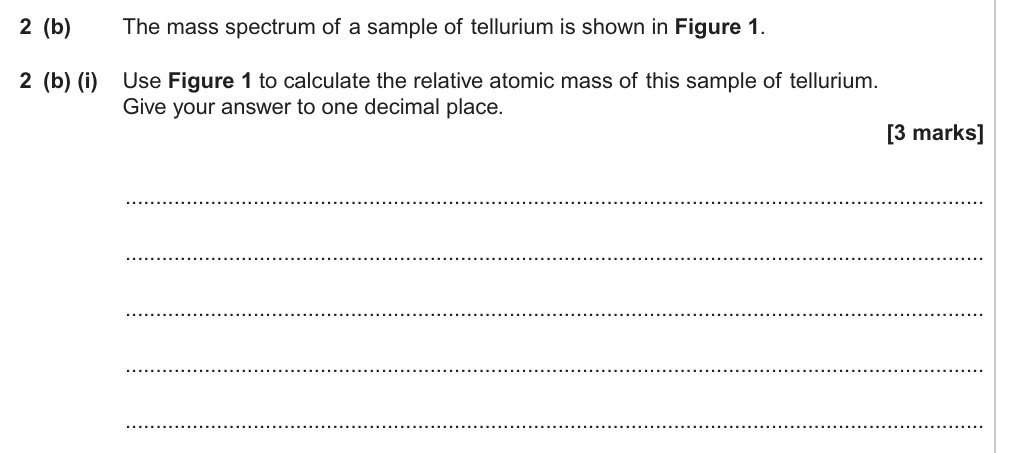 2 (b) The mass spectrum of a sample of tellurium is shown in Figure 1.
2 (b) (i) Use Figure 1 to calculate the relative atomic mass of this sample of tellurium.
Give your answer to one decimal place.
[3 marks]